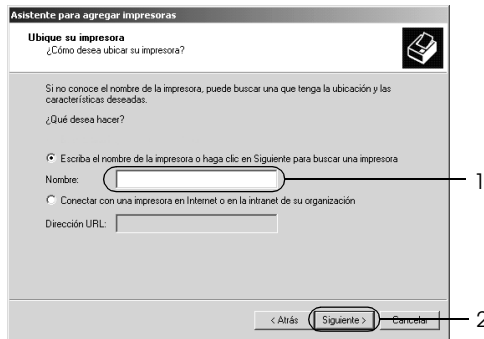 Asistente para agregar impresoras
Ubique su impresora
¿Cómo desea ubicar su impresora?
Si no conoce el nombre de la impresora, puede buscar una que tenga la ubicación y las
características deseadas.
¿Qué desea hacer?
Escriba el nombre de la impresora o haga clic en Siguiente para buscar una impresora
Nombre:
1
Conectar con una impresora en Internet o en la intranet de su organización
Dirección URL:
< Atrás Siguiente > Cancelar
2